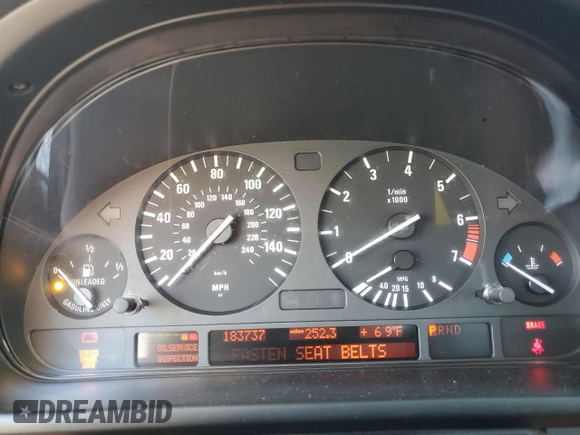 80
60
100
40
120
20
140
100 120 140
80
160
60
180
200
40
220
20
240
km/h
MPH
4
3
5
2
1/min
x1000
6
1
7
0
MPG
40 20 15 10 8
0
1/2
1/1
UNLEADED
GASOLINE ONLY
OILSERVICE
INSPECTION
183737
miles 252.3
+ 69°F
FASTEN SEAT BELTS
PRND
BRAKE
DREAMBID